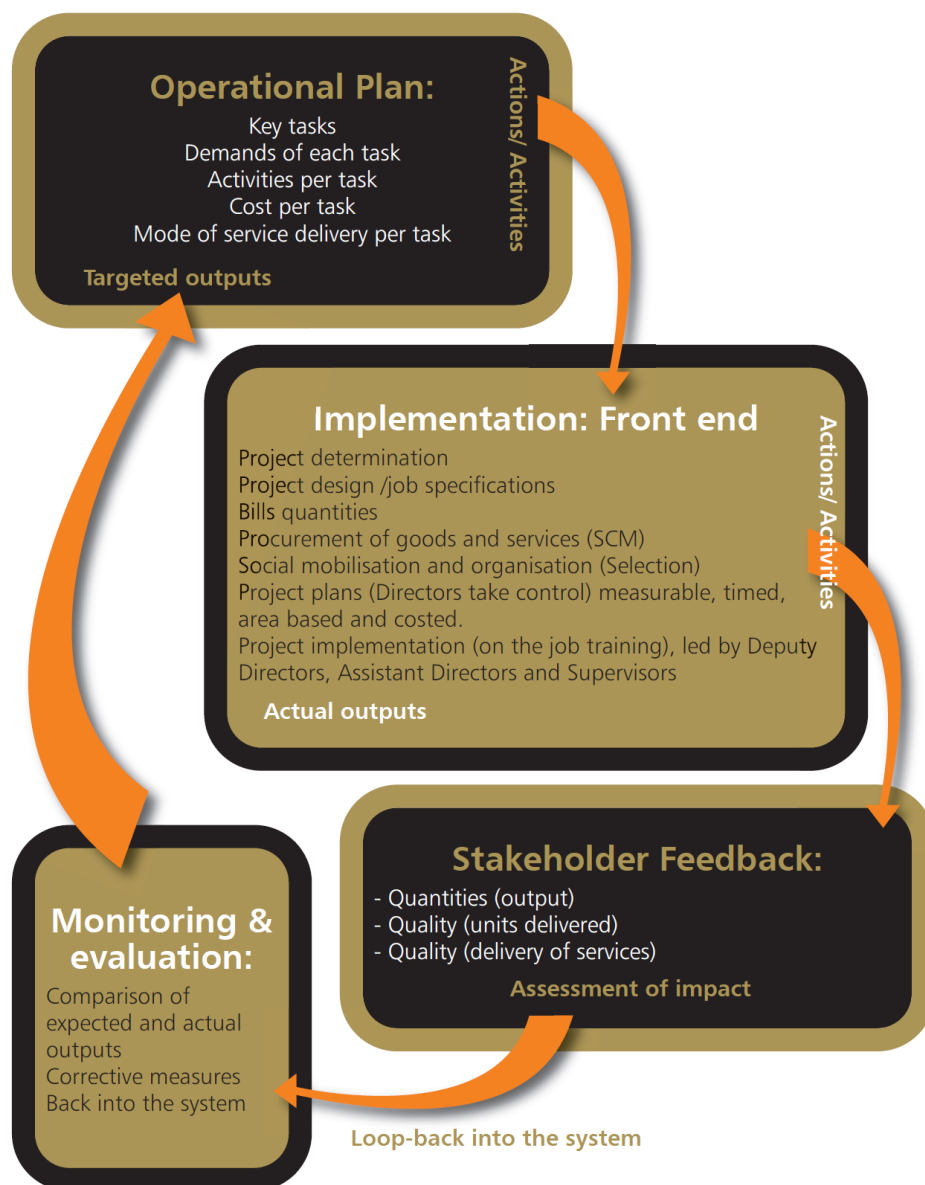 Operational Plan:
Key tasks
Demands of each task
Activities per task
Cost per task
Mode of service delivery per task
Targeted outputs
Actions/ Activities
Implementation: Front end
Project determination
Project design /job specifications
Bills quantities
Procurement of goods and services (SCM)
Social mobilisation and organisation (Selection)
Project plans (Directors take control) measurable, timed,
area based and costed.
Project implementation (on the job training), led by Deputy
Directors, Assistant Directors and Supervisors
Actual outputs
Actions/ Activities
Stakeholder Feedback:
- Quantities (output)
- Quality (units delivered)
- Quality (delivery of services)
Assessment of impact
Monitoring &
evaluation:
Comparison of
expected and actual
outputs
Corrective measures
Back into the system
Loop-back into the system